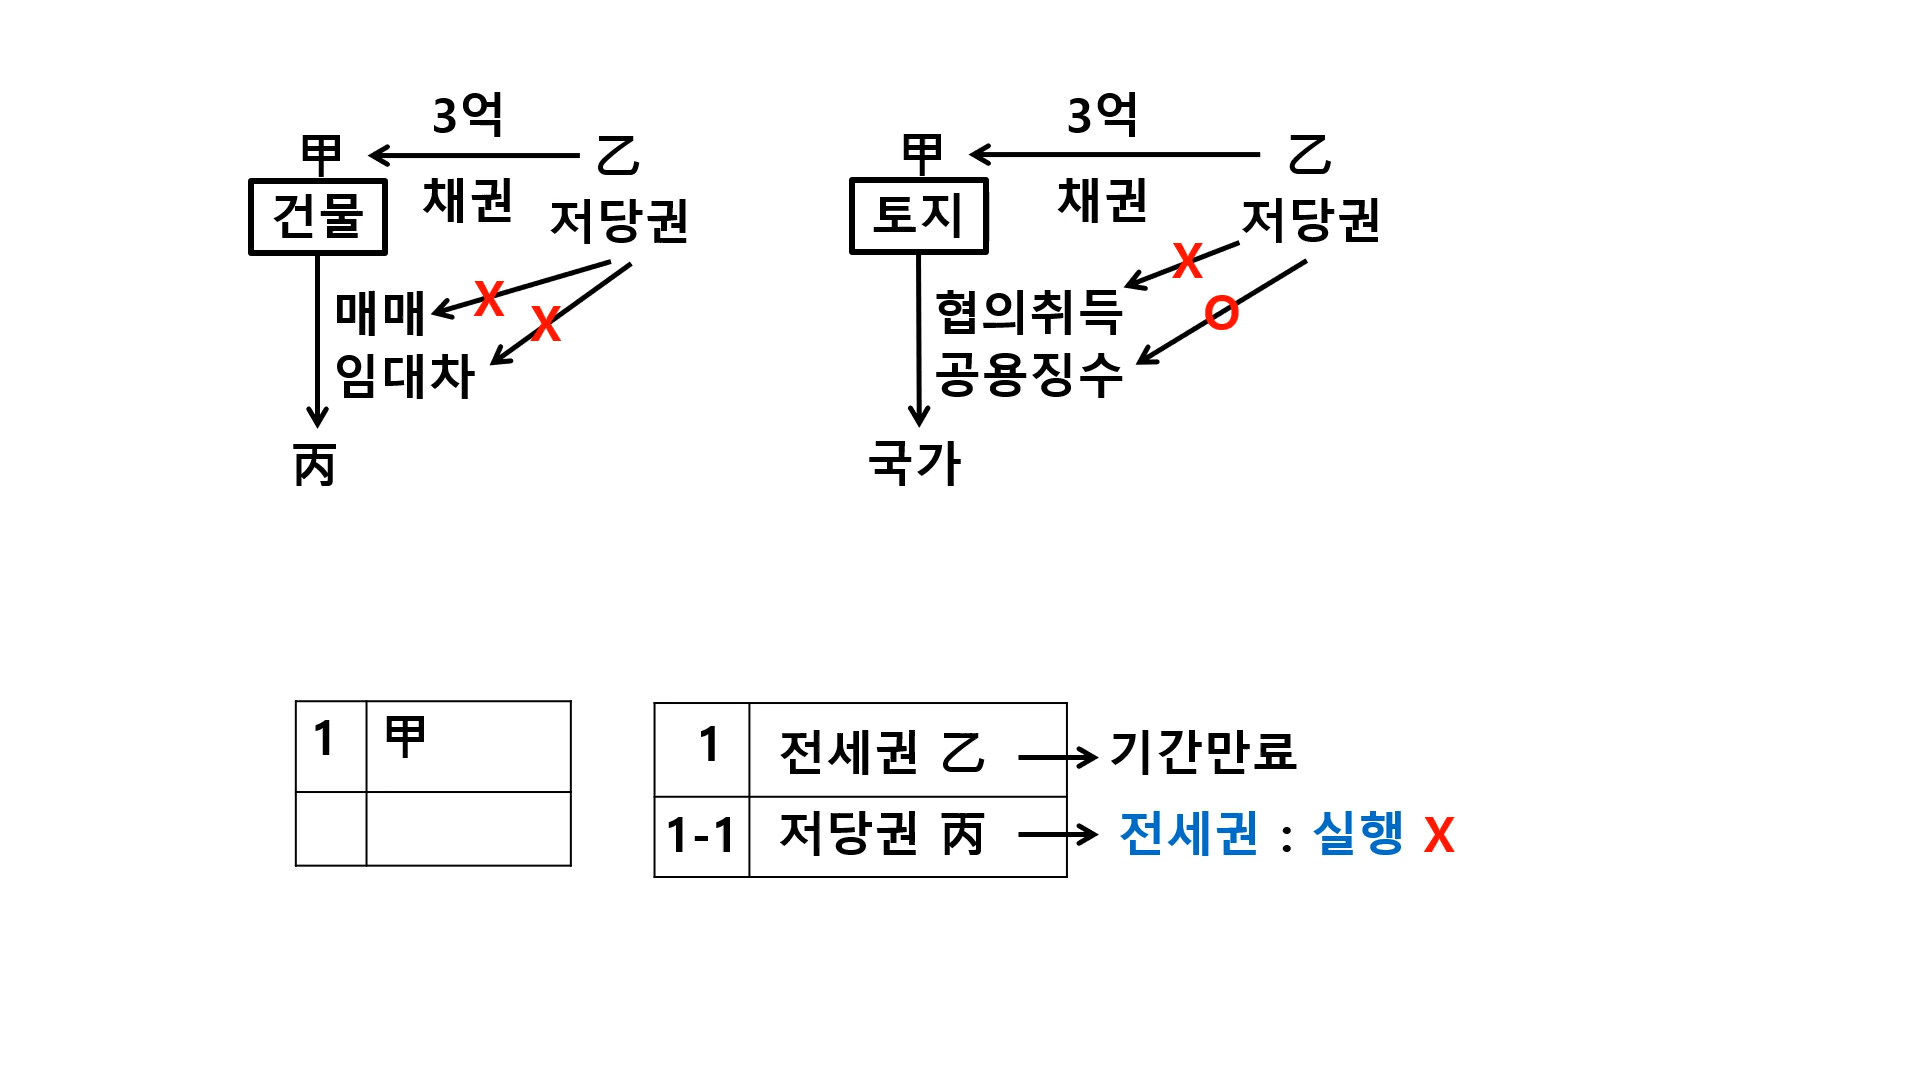 3억
甲 乙
건물 채권 저당권
X
매매 X
임대차
丙
3억
甲 乙
토지 채권 저당권
X
협의취득 O
공용징수
국가
1 甲
1 전세권 乙 기간만료
1-1 저당권 丙 전세권 : 실행 X